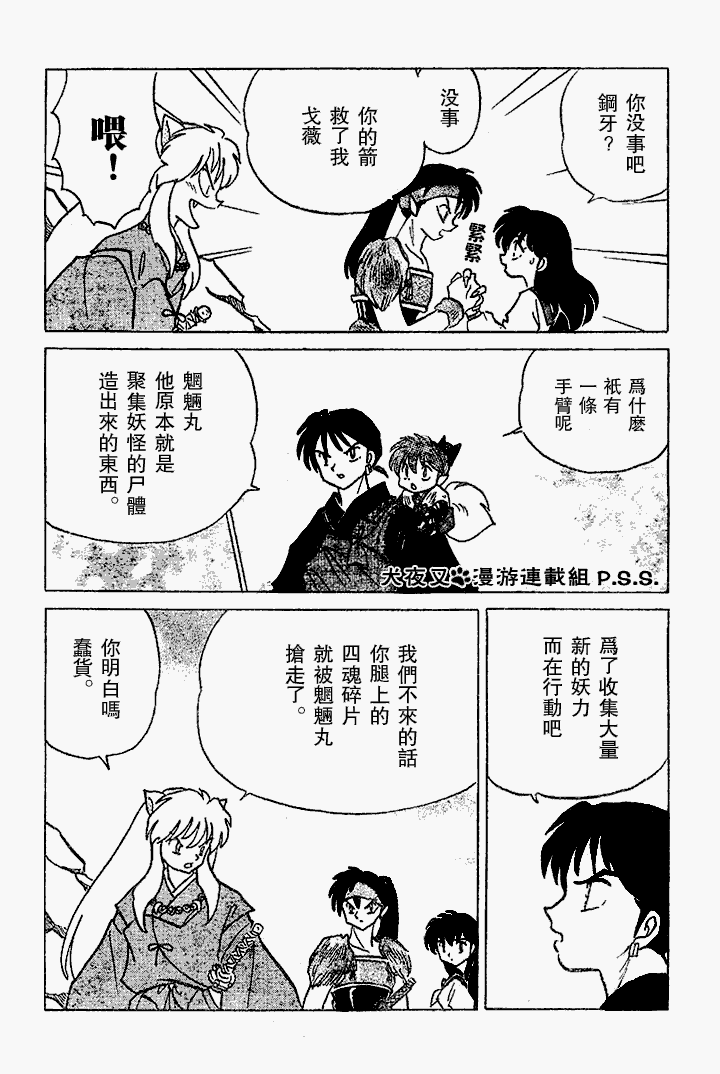 你没事吧
鋼牙?
没事
你的箭
救了我
戈薇
緊緊
喂!
爲什麽
衹有
一條
手臂呢
魍魎丸
他原本就是
聚集妖怪的尸體
造出來的東西。
犬夜叉漫游連載組 P.S.S.
爲了收集大量
新的妖力
而在行動吧
我們不來的話
你腿上的
四魂碎片
就被魍魎丸
搶走了。
你明白嗎
蠢貨。